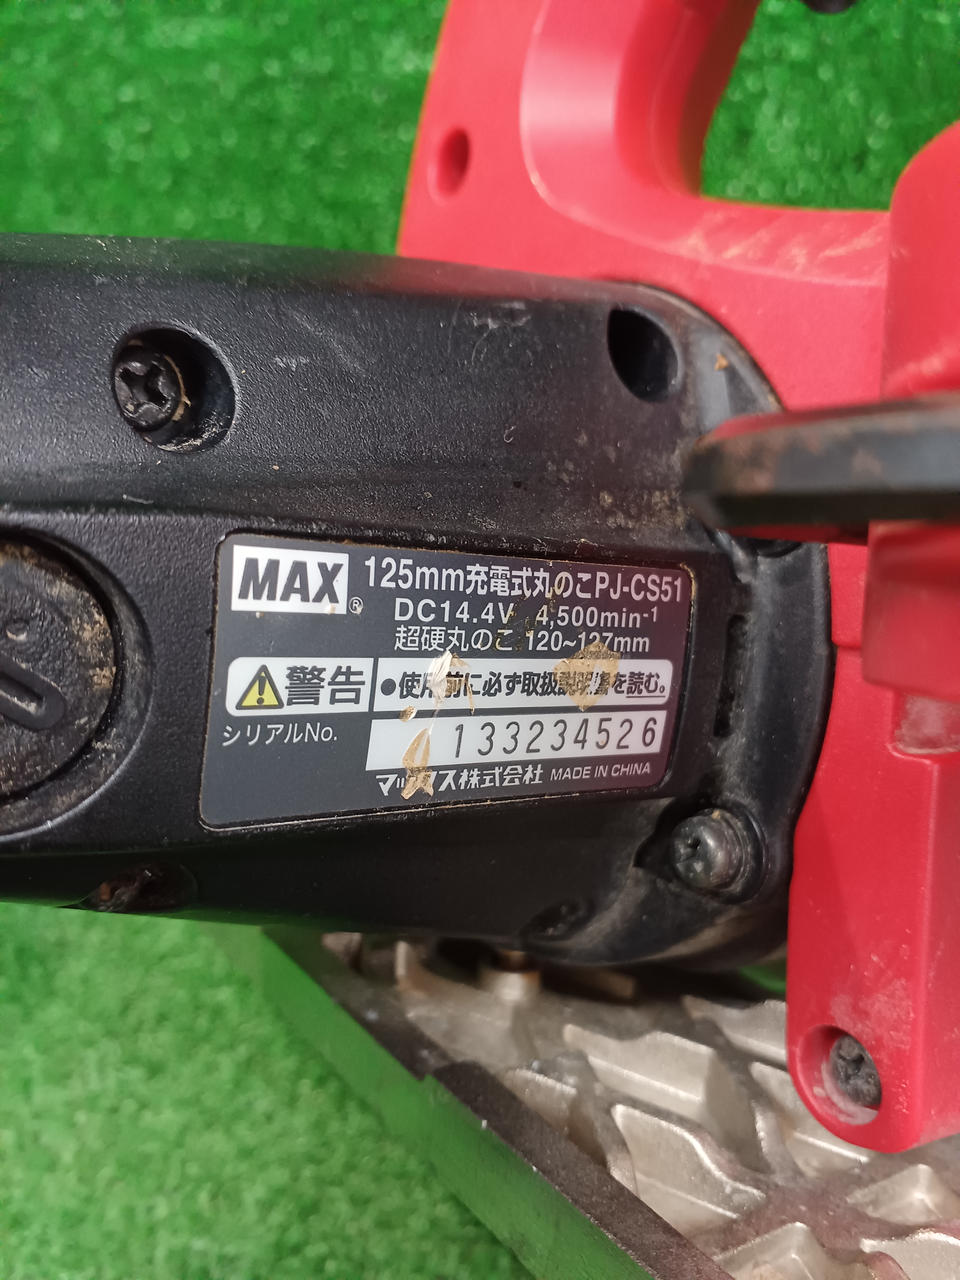 MAX® 125mm充電式丸のこPJ-CS51
DC14.4V 4,500min-1
超硬丸のこ 120~127mm
警告 ●使用前に必ず取扱説明書を読む。
シリアルNo. 133234526
マックス株式会社 MADE IN CHINA